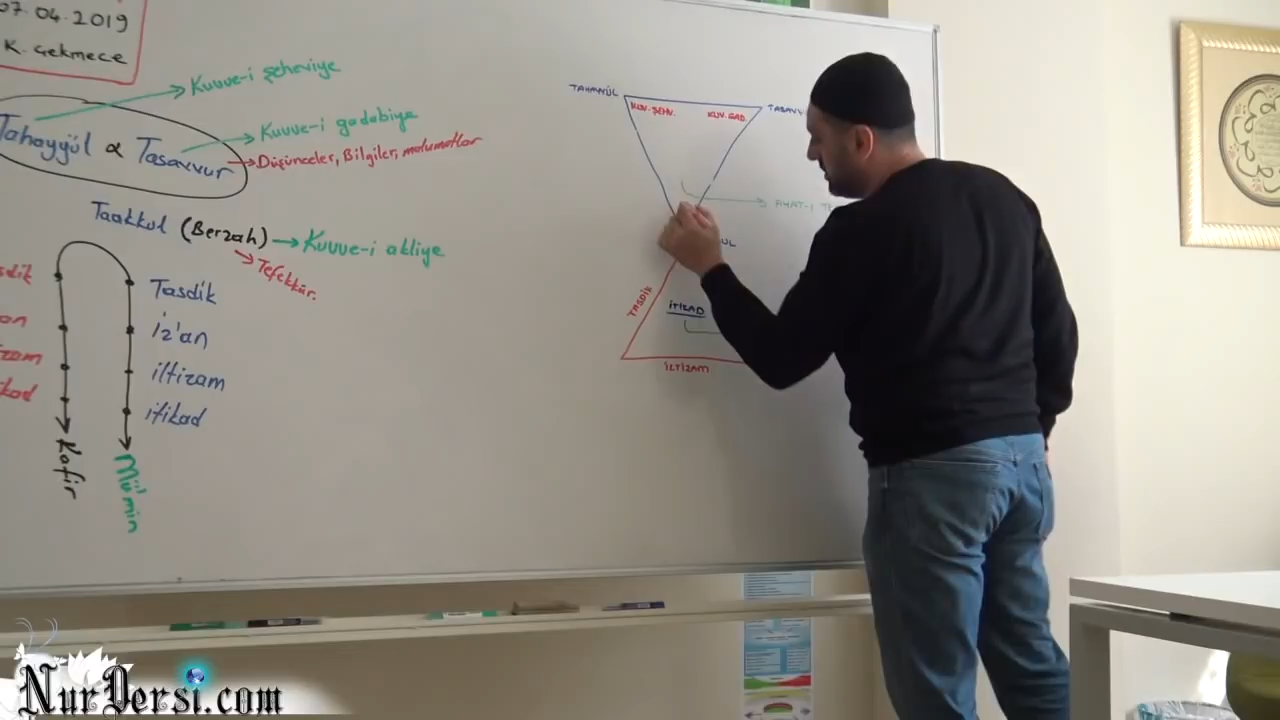 07.04.2019
K. Çekmece
Kuvve-i şeheviye
Tahayyül α Tasavvur
Kuvve-i gadabiye
Düşünceler, Bilgiler, malumatlar
Taakkul (Berzah)
Kuvve-i akliye
Tefekkür.
Tasdik
İz'an
iltizam
itikad
Kafir
Mü'min
TAHAYYÜL
KUV. ŞEHV.
KUV. GAD.
TASDİK
İTİKAD
İLTİZAM
NurDersi.com